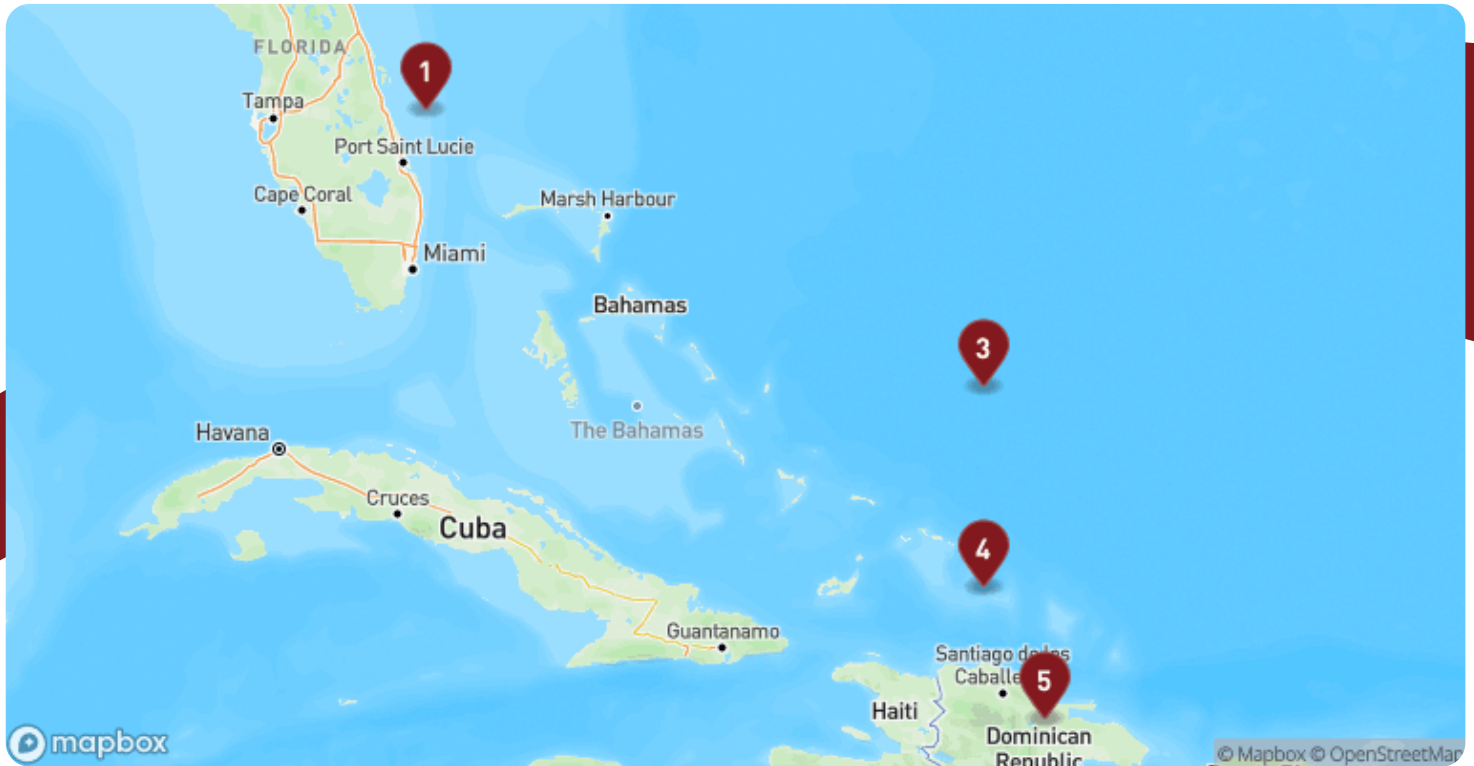 FLORIDA
1
Tampa
Port Saint Lucie
Cape Coral
Marsh Harbour
Miami
Bahamas
3
The Bahamas
Havana
Cruces
Cuba
4
Guantanamo
Santiago de los
Caballe
5
Haiti
Dominican
Republic
mapbox
© Mapbox © OpenStreetMap